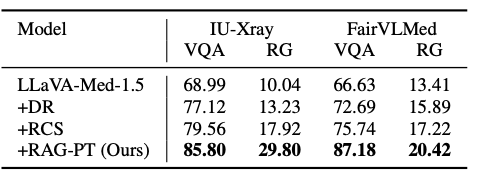 Model IU-Xray FairVLMed
VQA RG VQA RG
LLaVA-Med-1.5 68.99 10.04 66.63 13.41
+DR 77.12 13.23 72.69 15.89
+RCS 79.56 17.92 75.74 17.22
+RAG-PT (Ours) 85.80 29.80 87.18 20.42